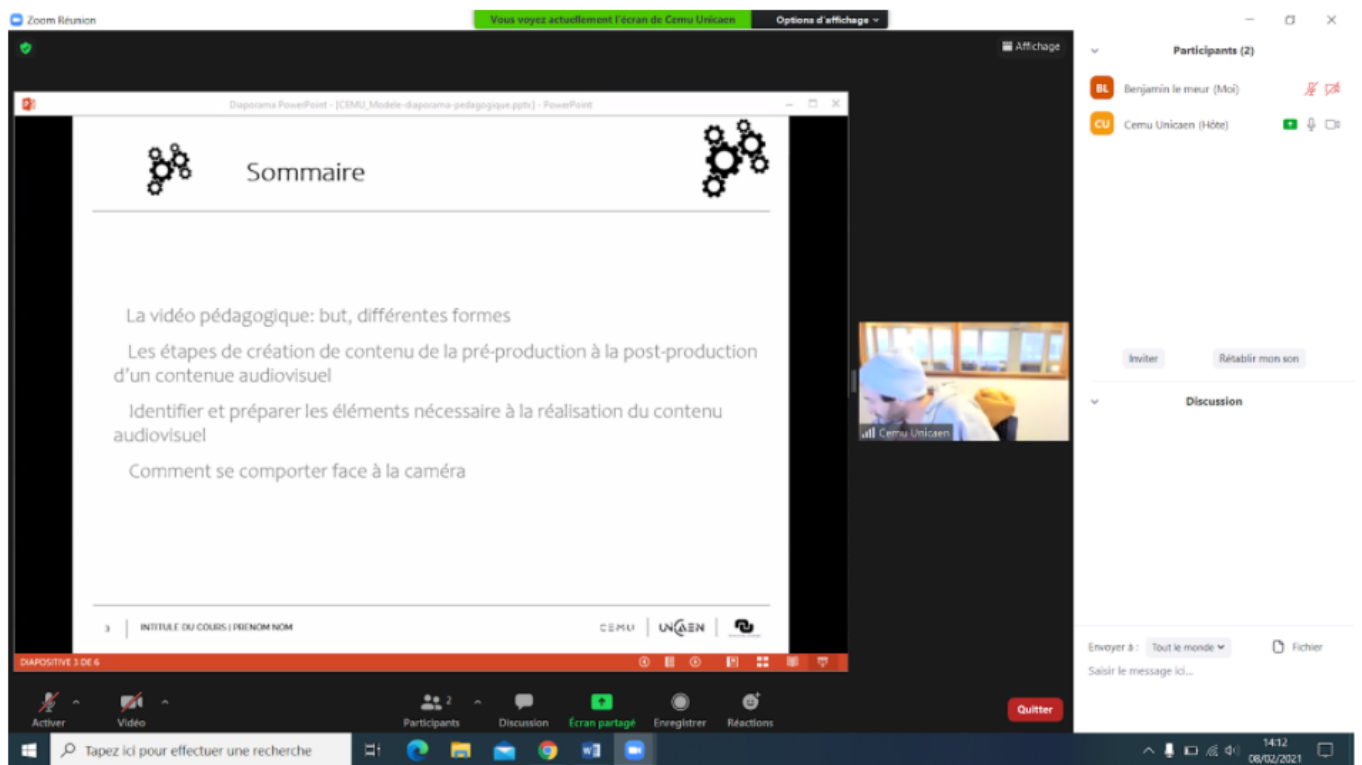 Zoom Réunion
Vous voyez actuellement l'écran de Cemu Unicaen
Options d'affichage
Affichage
Participants (2)
BL Benjamin le meur (Moi)
CU Cemu Unicaen (Hôte)
Diaporama PowerPoint - [CEMU_Modele-diaporama-pedagogique.pptx] - PowerPoint
Sommaire
La vidéo pédagogique: but, différentes formes
Les étapes de création de contenu de la pré-production à la post-production
d'un contenue audiovisuel
Identifier et préparer les éléments nécessaire à la réalisation du contenu
audiovisuel
Comment se comporter face à la caméra
3 INTITULE DU COURS | PRENOM NOM
CEMU UNICAEN
DIAPOSITIVE 3 DE 6
Cemu Unicaen
Inviter
Rétablir mon son
Discussion
Envoyer à : Tout le monde
Fichier
Saisir le message ici...
Activer
Vidéo
2
Participants
Discussion
Écran partagé
Enregistrer
Réactions
Quitter
Tapez ici pour effectuer une recherche
14:12
08/02/2021